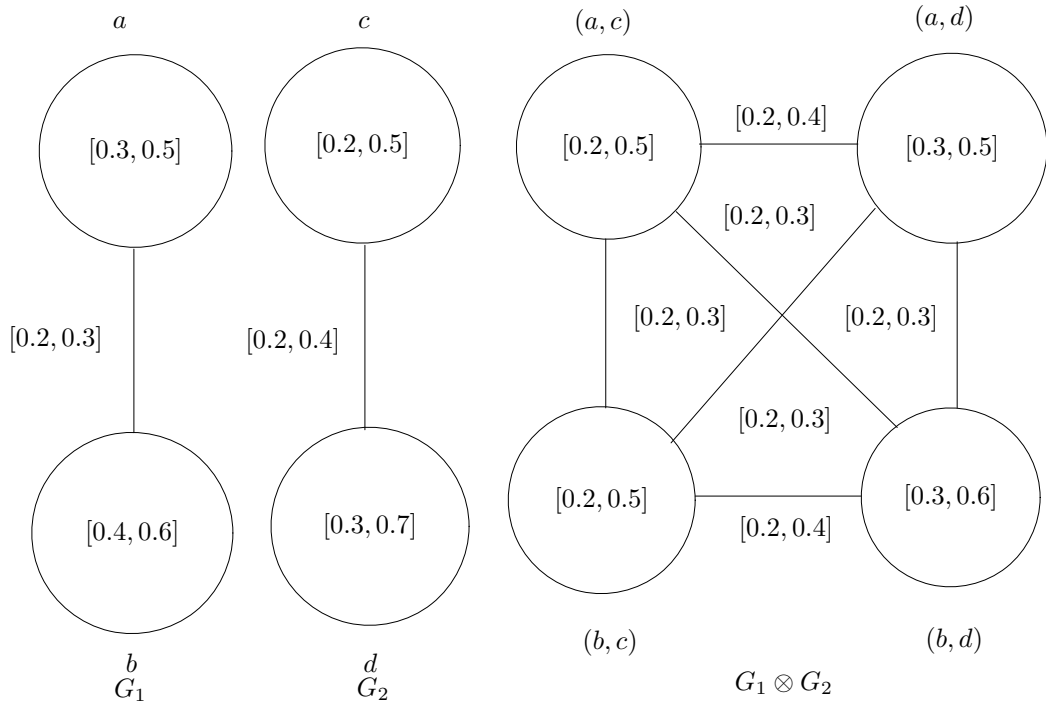 a
c
(a, c)
(a, d)
[0.2, 0.4]
[0.3, 0.5]
[0.2, 0.5]
[0.2, 0.5]
[0.3, 0.5]
[0.2, 0.3]
[0.2, 0.3]
[0.2, 0.4]
[0.2, 0.3]
[0.2, 0.3]
[0.2, 0.3]
[0.4, 0.6]
[0.3, 0.7]
[0.2, 0.5]
[0.3, 0.6]
[0.2, 0.4]
(b, c)
(b, d)
b
d
G₁
G₂
G₁ ⊗ G₂